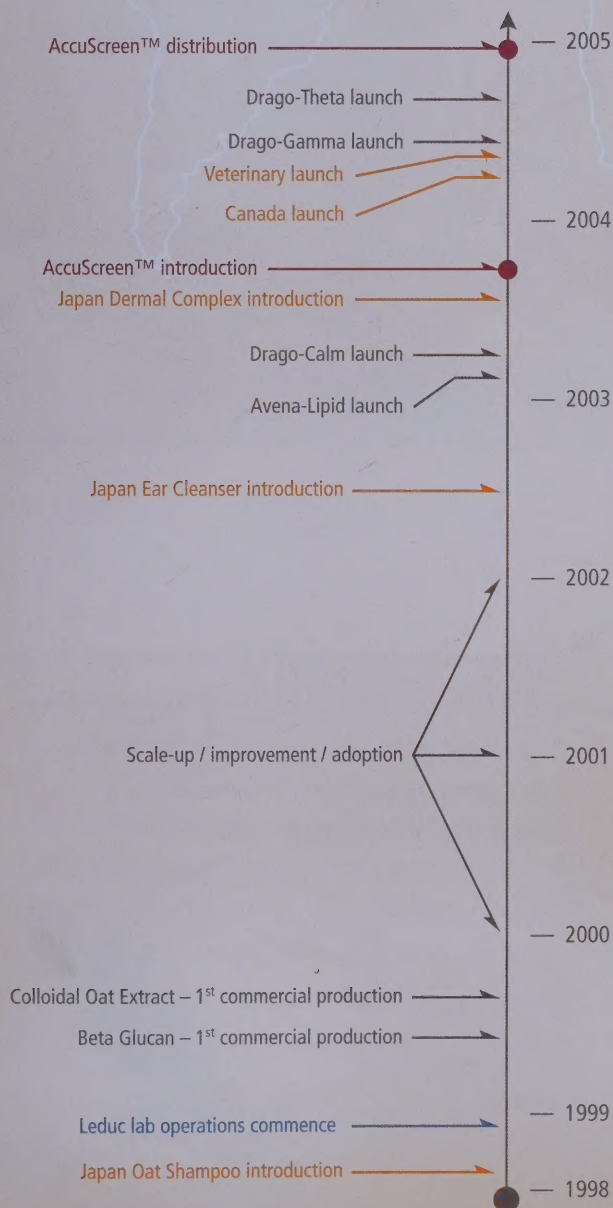 AccuScreen™ distribution
— 2005
Drago-Theta launch
Drago-Gamma launch
Veterinary launch
Canada launch
— 2004
AccuScreen™ introduction
Japan Dermal Complex introduction
Drago-Calm launch
Avena-Lipid launch
— 2003
Japan Ear Cleanser introduction
— 2002
Scale-up / improvement / adoption
— 2001
— 2000
Colloidal Oat Extract – 1st commercial production
Beta Glucan – 1st commercial production
— 1999
Leduc lab operations commence
Japan Oat Shampoo introduction
— 1998